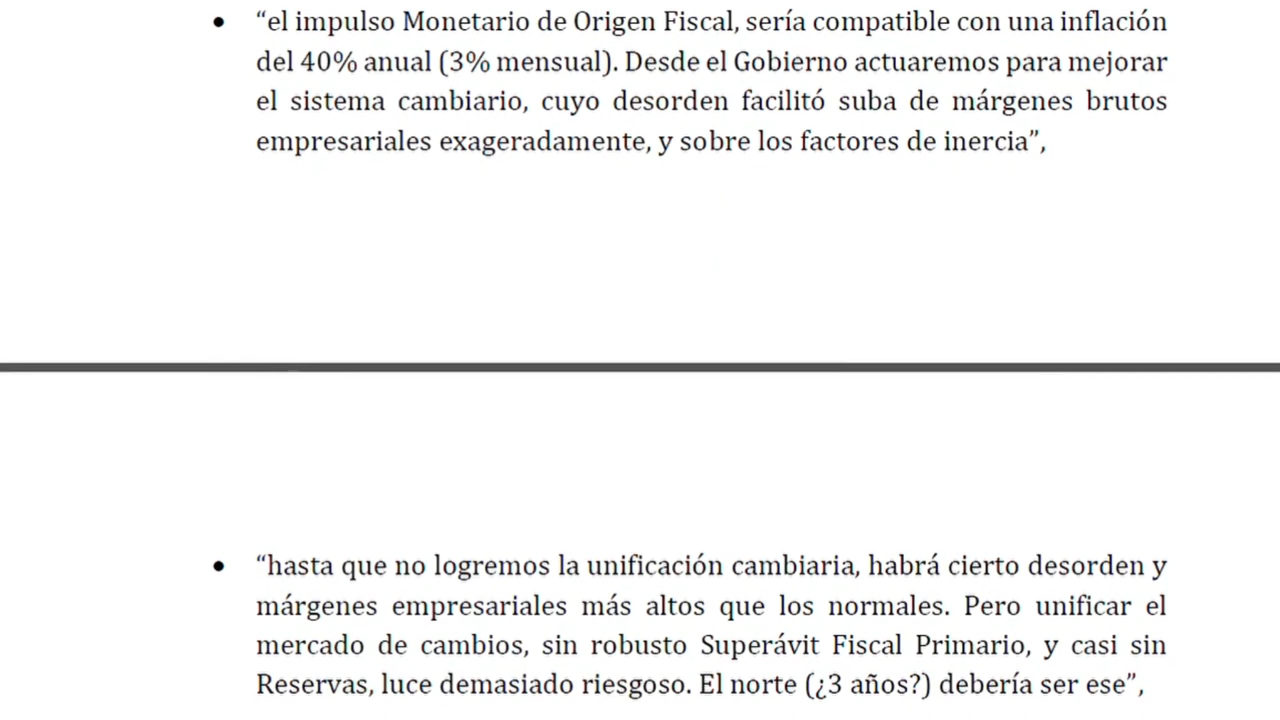 • “el impulso Monetario de Origen Fiscal, sería compatible con una inflación
del 40% anual (3% mensual). Desde el Gobierno actuaremos para mejorar
el sistema cambiario, cuyo desorden facilitó suba de márgenes brutos
empresariales exageradamente, y sobre los factores de inercia”,
• “hasta que no logremos la unificación cambiaria, habrá cierto desorden y
márgenes empresariales más altos que los normales. Pero unificar el
mercado de cambios, sin robusto Superávit Fiscal Primario, y casi sin
Reservas, luce demasiado riesgoso. El norte (¿3 años?) debería ser ese”,